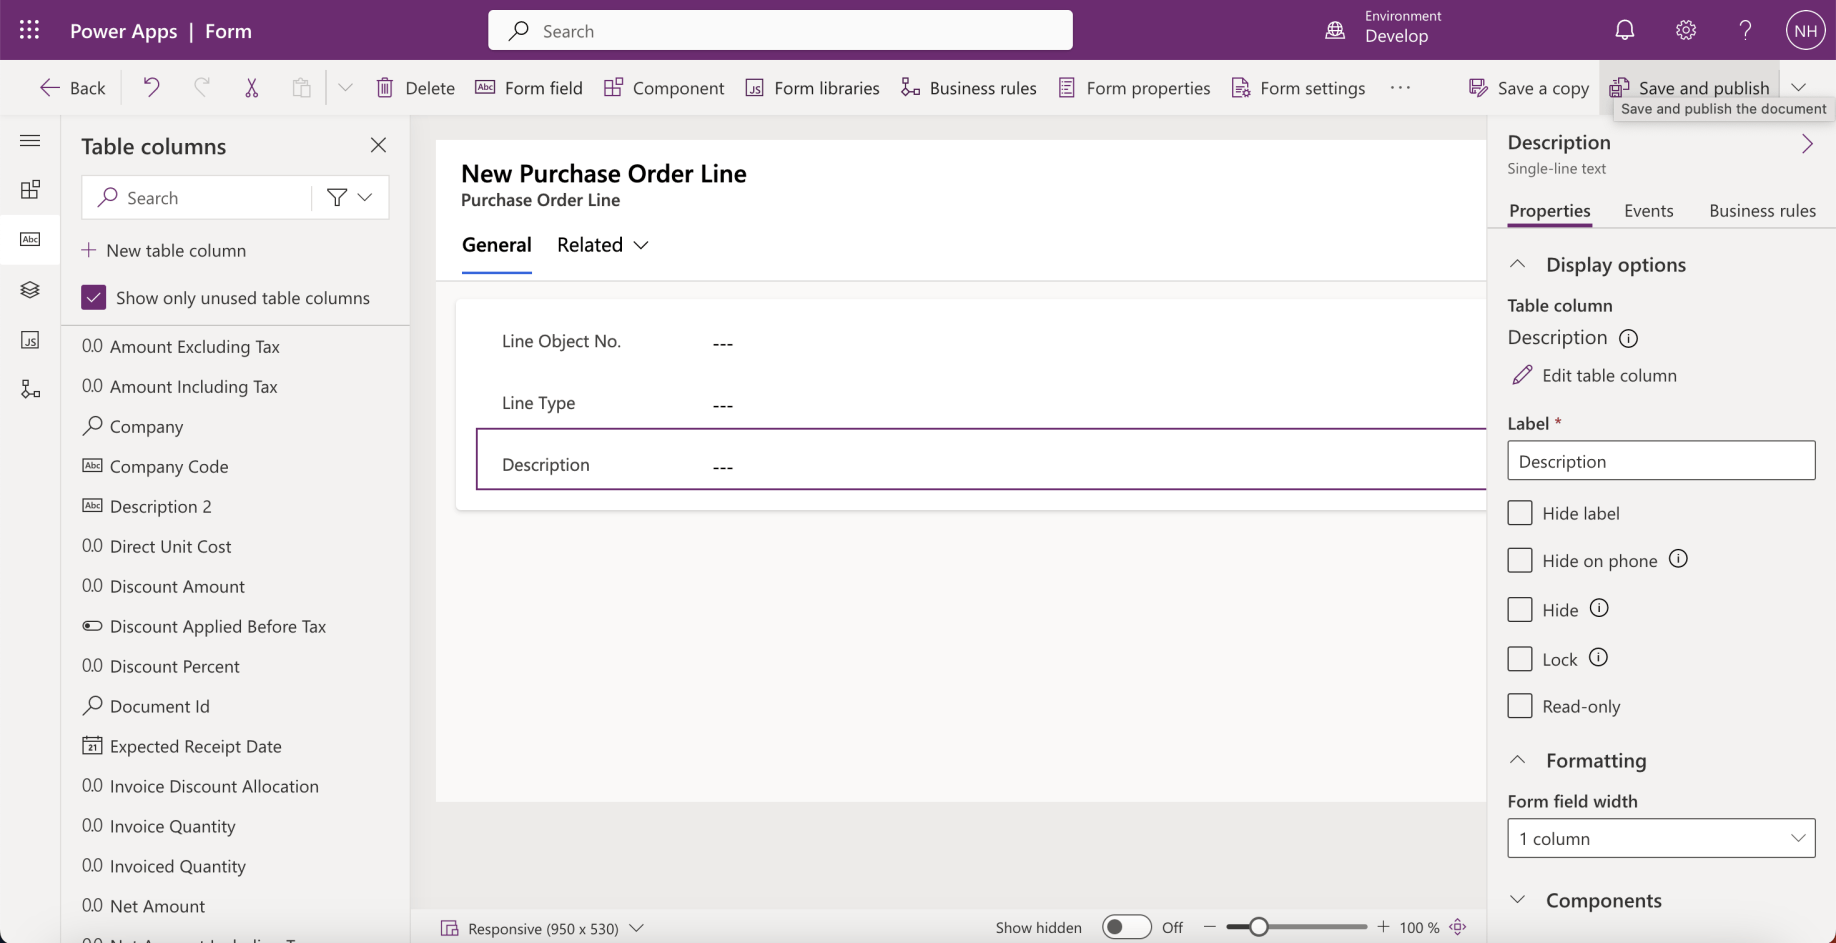 Power Apps | Form
Search
Environment
Develop
NH
Back
Delete
Abc Form field
Component
JS Form libraries
Business rules
Form properties
Form settings
Save a copy
Save and publish
Save and publish the document
Table columns
Search
New table column
Show only unused table columns
Abc
JS
0.0 Amount Excluding Tax
0.0 Amount Including Tax
Company
Abc Company Code
Abc Description 2
0.0 Direct Unit Cost
0.0 Discount Amount
Discount Applied Before Tax
0.0 Discount Percent
Document Id
21 Expected Receipt Date
0.0 Invoice Discount Allocation
0.0 Invoice Quantity
0.0 Invoiced Quantity
0.0 Net Amount
New Purchase Order Line
Purchase Order Line
General
Related
Line Object No. ---
Line Type ---
Description ---
Responsive (950 x 530)
Show hidden
Off
100 %
Description
Single-line text
Properties
Events
Business rules
Display options
Table column
Description
Edit table column
Label *
Description
Hide label
Hide on phone
Hide
Lock
Read-only
Formatting
Form field width
1 column
Components